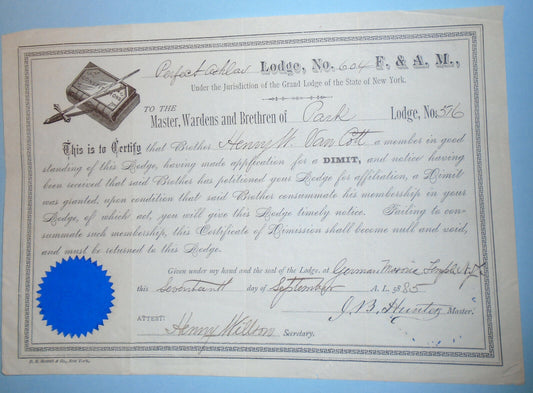 Perfect Ashlar Lodge, No. 604 F. & A. M.,
Under the Jurisdiction of the Grand Lodge of the State of New York.
TO THE
Master, Wardens and Brethren of Park Lodge, No. 516
This is to Certify that Brother Henry W. Van Cott a member in good
standing of this Lodge, having made application for a DIMIT, and notice having
been received that said Brother has petitioned your Lodge for affiliation, a Dimit
was granted, upon condition that said Brother consummate his membership in your
Lodge, of which act, you will give this Lodge timely notice. Failing to con-
summate such membership, this Certificate of Dimission shall become null and void,
and must be returned to this Lodge.
Given under my hand and the seal of the Lodge, at German Masonic Temple N.Y.
this Seventeenth day of September A. L. 5885
J. B. Hunter Master.
ATTEST:
Henry Willson Secretary.